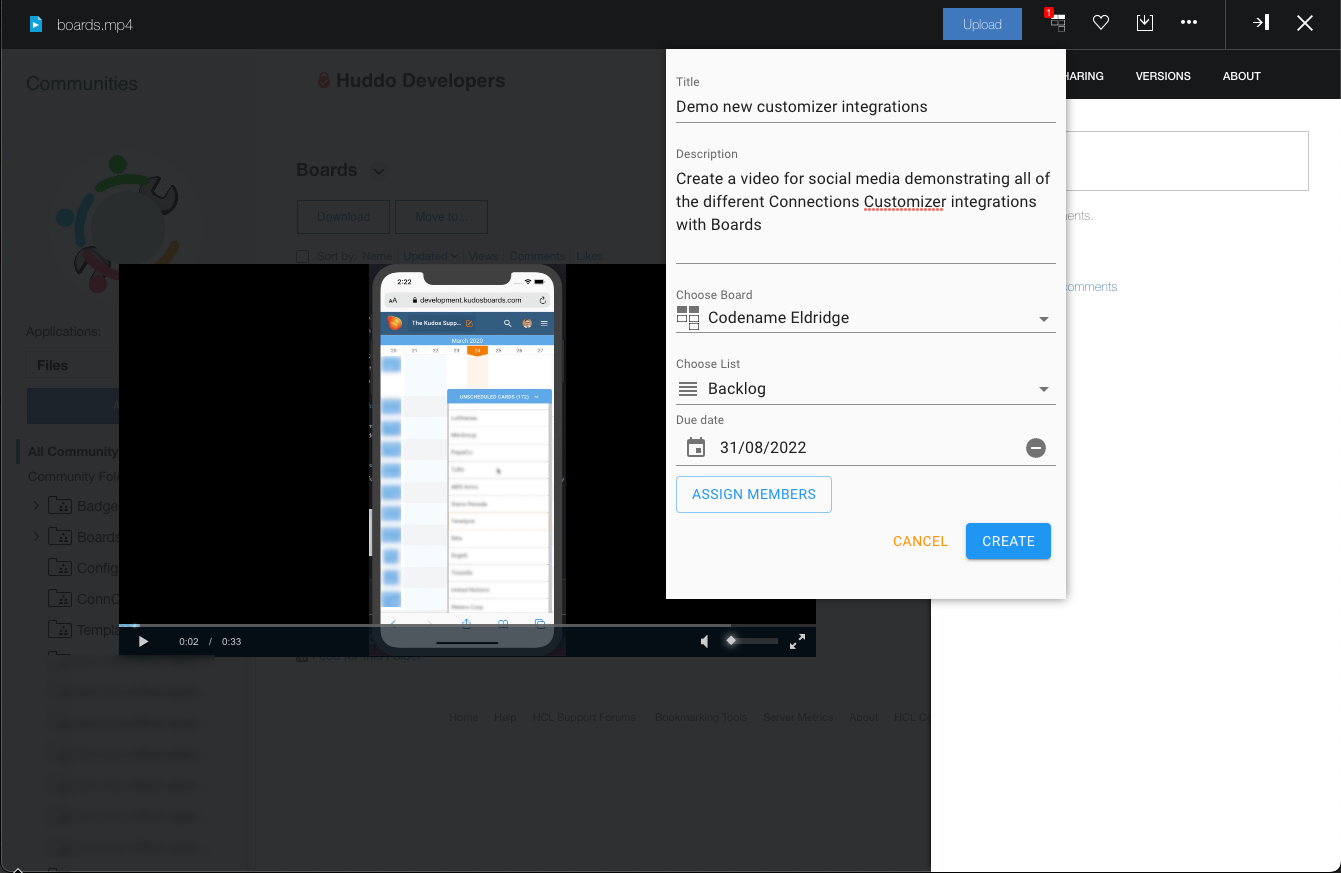 boards.mp4
Upload
1
HARING
VERSIONS
ABOUT
Communities
Huddo Developers
Boards
Download
Move to...
Sort by: Name | Updated | Views | Comments | Likes
Applications:
Files
All Community
Community Fol
Badge
Boards
Config
ConnC
Templa
2:22
AA
development.kudosboards.com
The Kudos Supp...
March 2020
20 21 22 23 24 25 26 27
UNSCHEDULED CARDS (172)
0:02 / 0:33
Home
Help
HCL Support Forums
Bookmarking Tools
Server Metrics
About
HCL C
Title
Demo new customizer integrations
Description
Create a video for social media demonstrating all of
the different Connections Customizer integrations
with Boards
Choose Board
Codename Eldridge
Choose List
Backlog
Due date
31/08/2022
ASSIGN MEMBERS
CANCEL
CREATE
ents.
comments